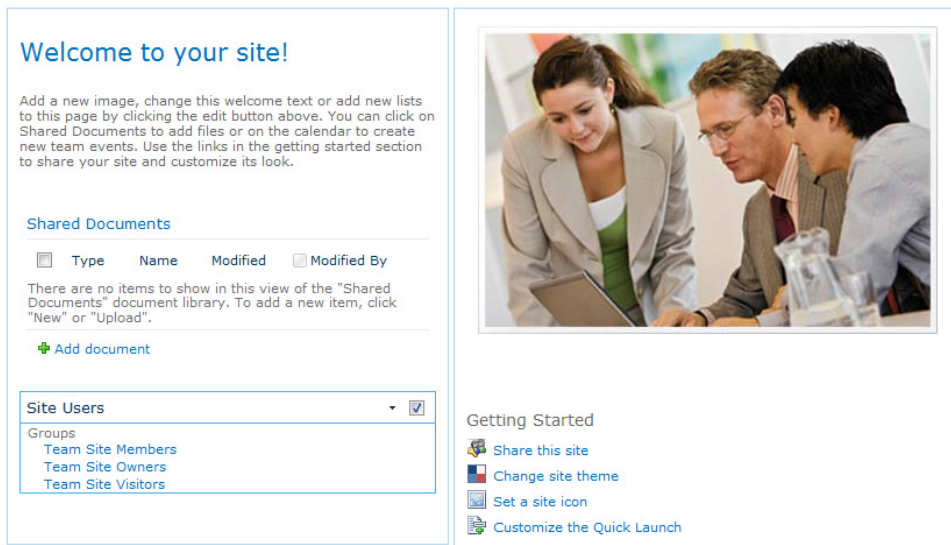 Welcome to your site!
Add a new image, change this welcome text or add new lists
to this page by clicking the edit button above. You can click on
Shared Documents to add files or on the calendar to create
new team events. Use the links in the getting started section
to share your site and customize its look.
Shared Documents
Type Name Modified Modified By
There are no items to show in this view of the "Shared
Documents" document library. To add a new item, click
"New" or "Upload".
Add document
Site Users
Groups
Team Site Members
Team Site Owners
Team Site Visitors
Getting Started
Share this site
Change site theme
Set a site icon
Customize the Quick Launch